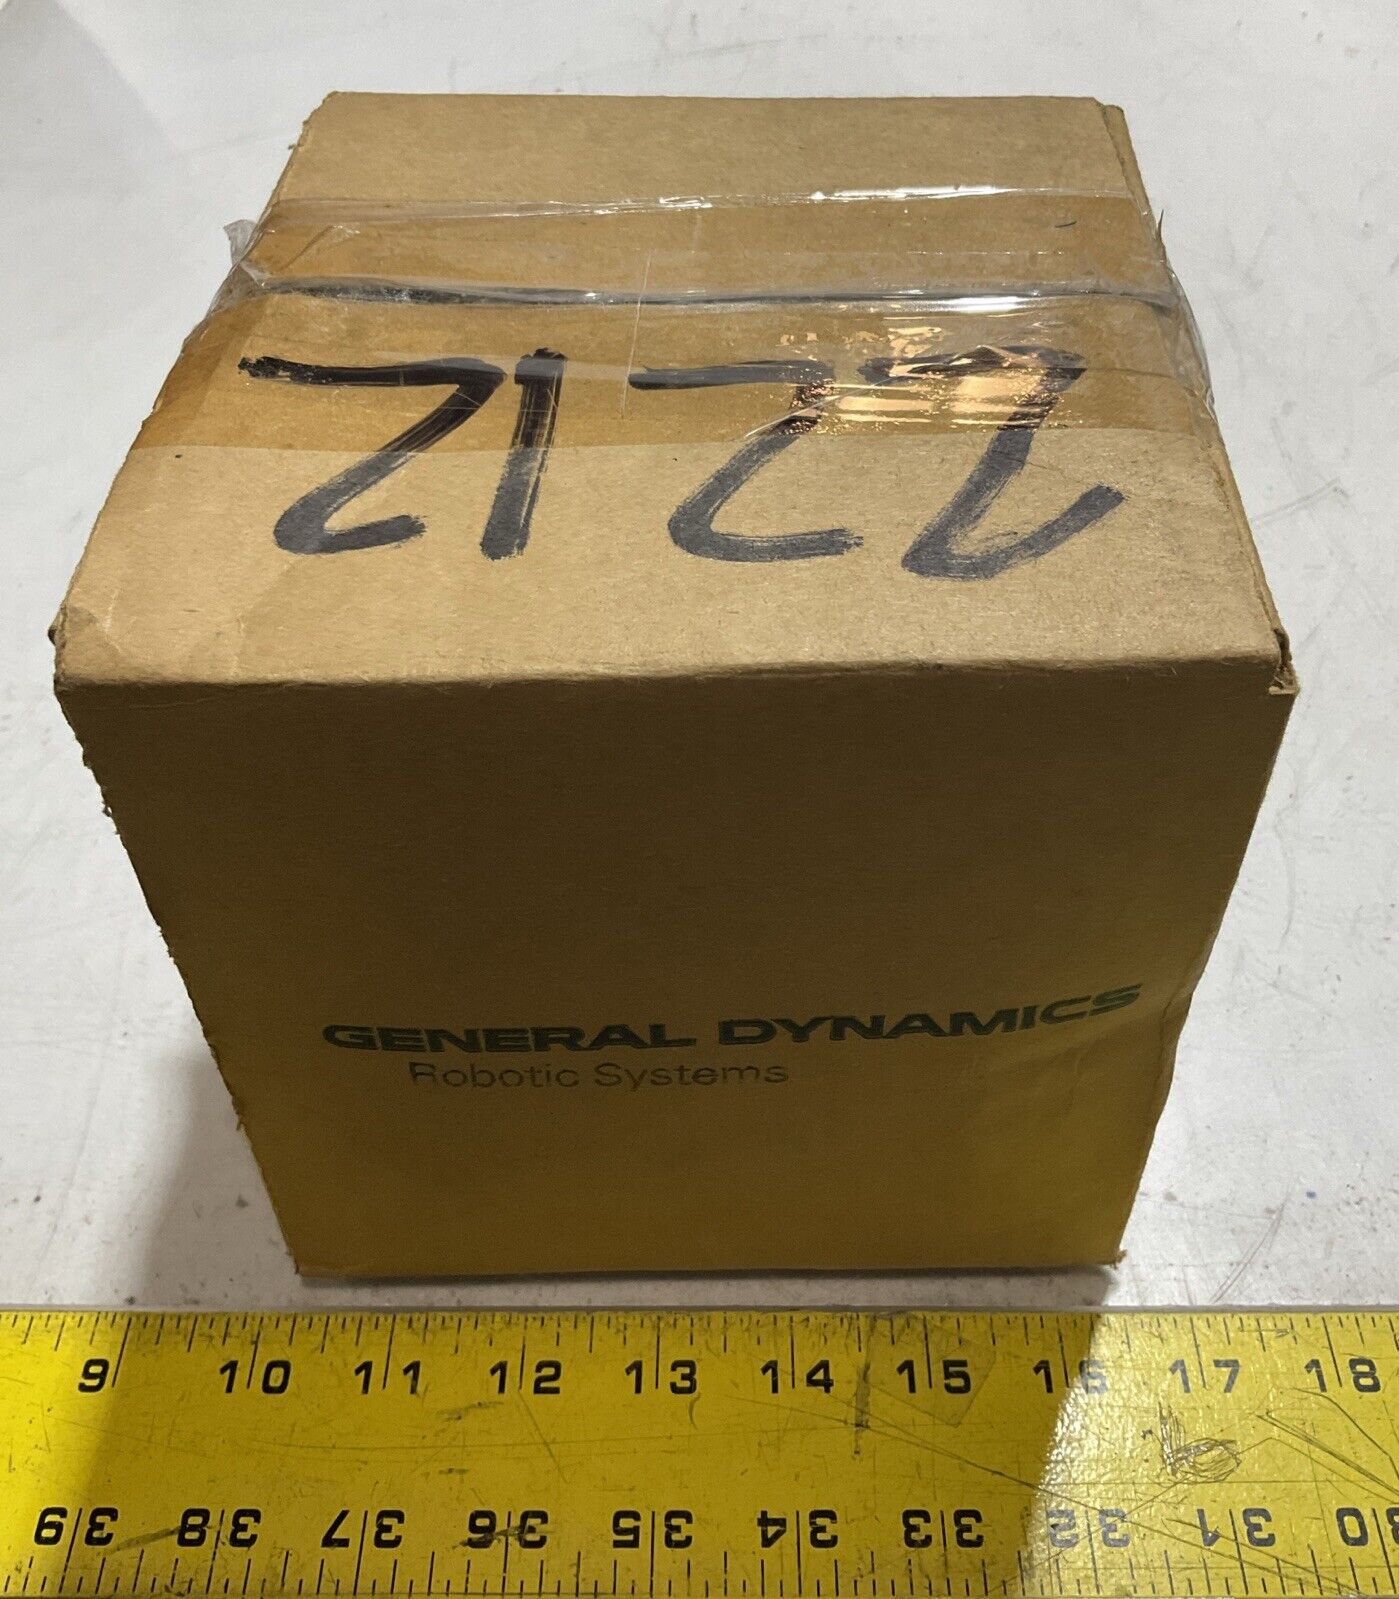 2212
GENERAL DYNAMICS
Robotic Systems
9 10 11 12 13 14 15 16 17 18
30 31 32 33 34 35 36 37 38 39